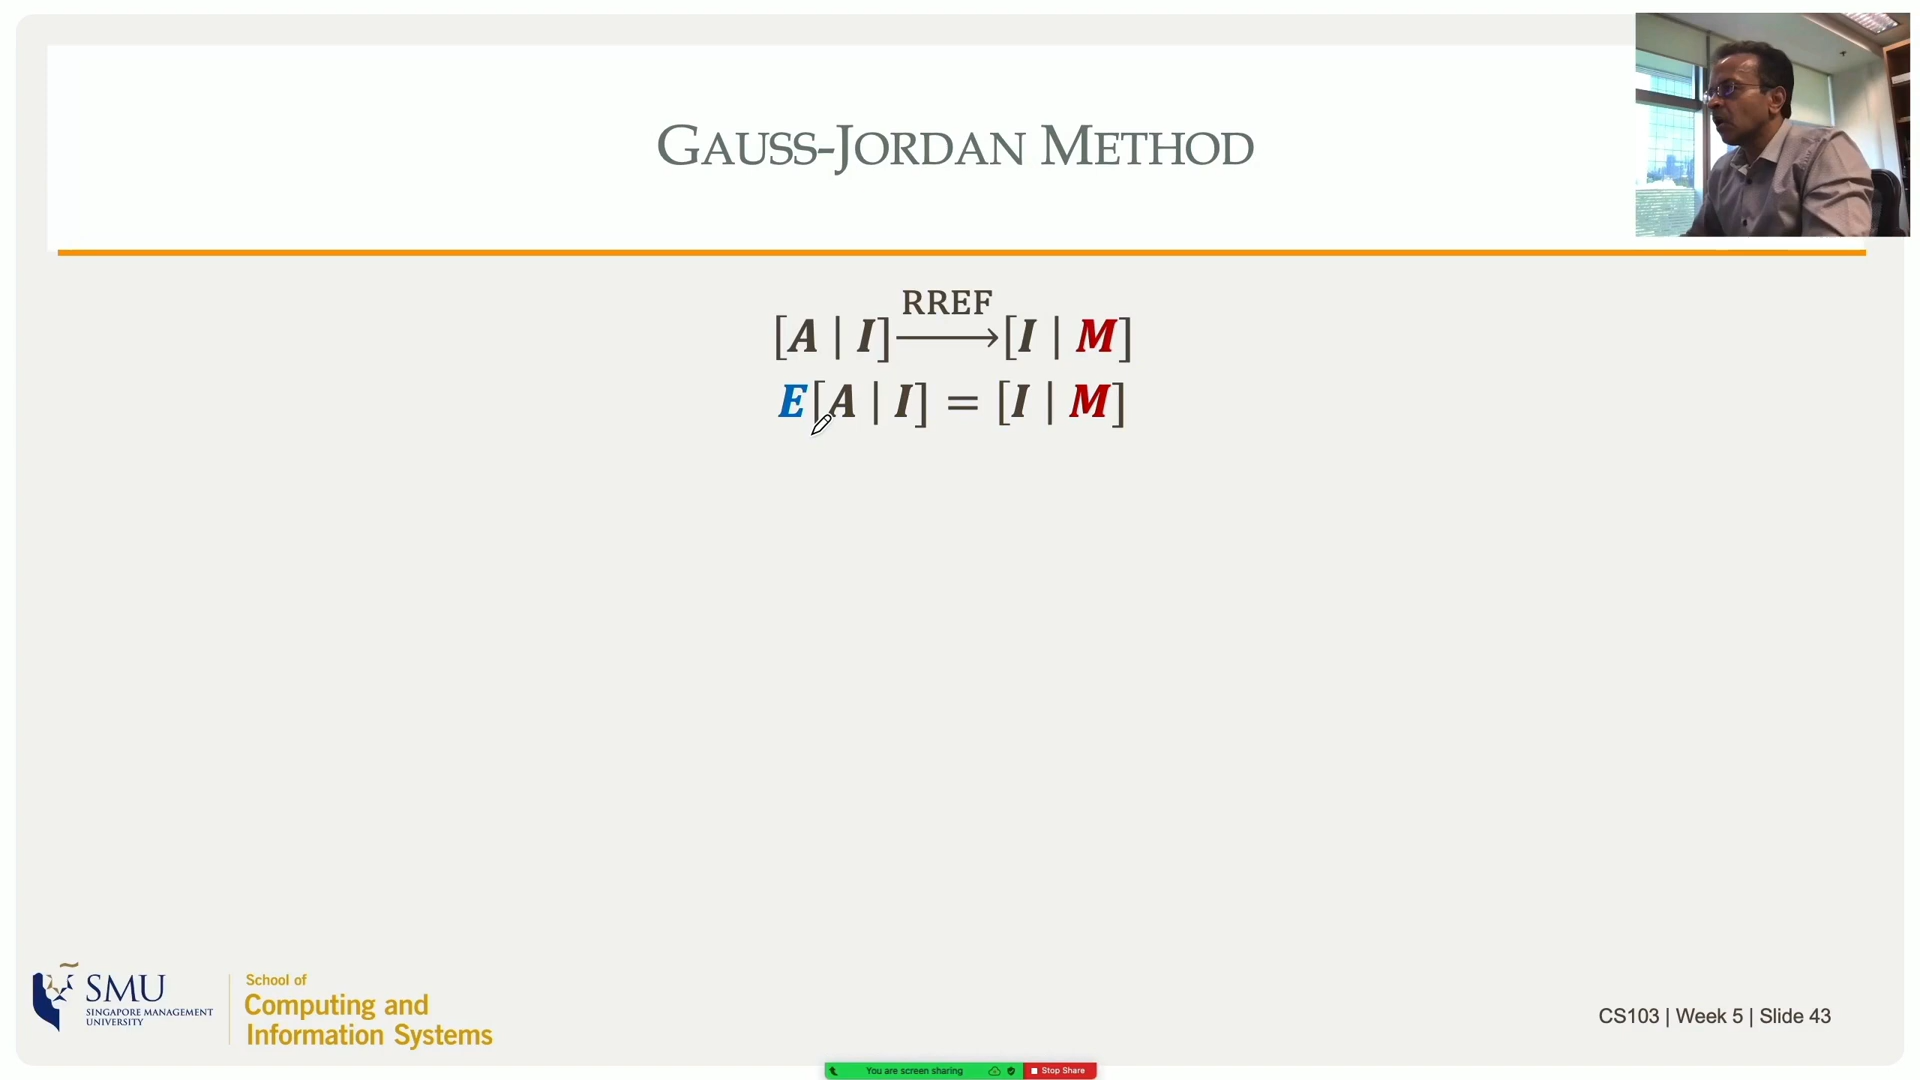 GAUSS-JORDAN METHOD
RREF
[A | I] ⟶ [I | M]
E[A | I] = [I | M]
SMU
SINGAPORE MANAGEMENT
UNIVERSITY
School of
Computing and
Information Systems
CS103 | Week 5 | Slide 43
You are screen sharing
Stop Share